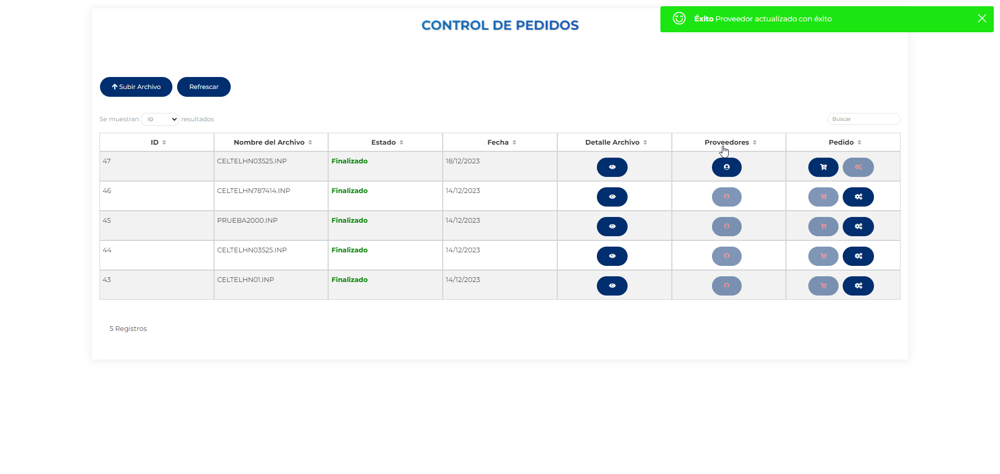 CONTROL DE PEDIDOS
Éxito Proveedor actualizado con éxito
Subir Archivo Refrescar
Se muestran 10 resultados Buscar
ID Nombre del Archivo Estado Fecha Detalle Archivo Proveedores Pedido
47 CELTELHN03525.INP Finalizado 18/12/2023
46 CELTELHN787414.INP Finalizado 14/12/2023
45 PRUEBA2000.INP Finalizado 14/12/2023
44 CELTELHN03525.INP Finalizado 14/12/2023
43 CELTELHN01.INP Finalizado 14/12/2023
5 Registros